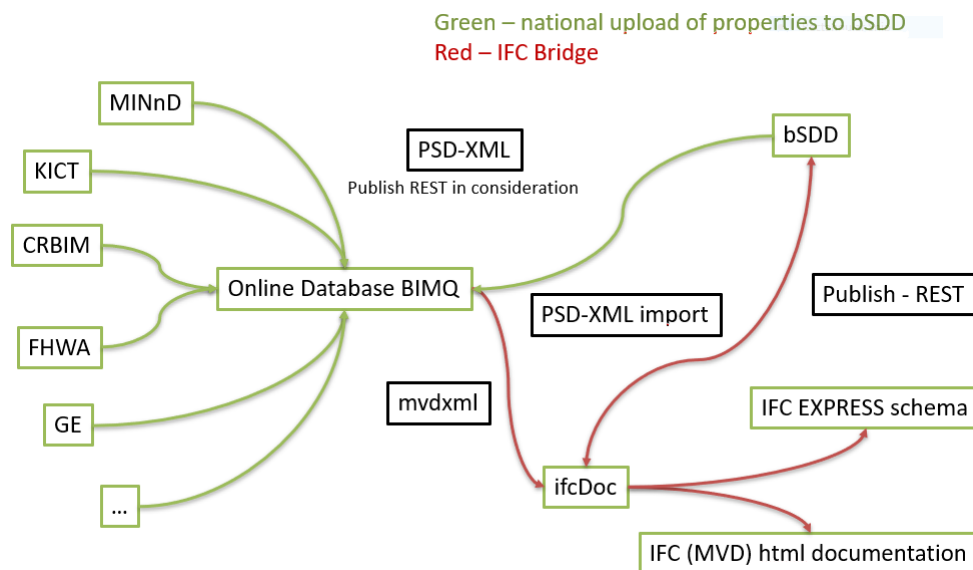 Green – national upload of properties to bSDD
Red – IFC Bridge
MINnD
bSDD
PSD-XML
KICT
Publish REST in consideration
CRBIM
Online Database BIMQ
Publish - REST
PSD-XML import
FHWA
mvdxml
IFC EXPRESS schema
GE
ifcDoc
...
IFC (MVD) html documentation